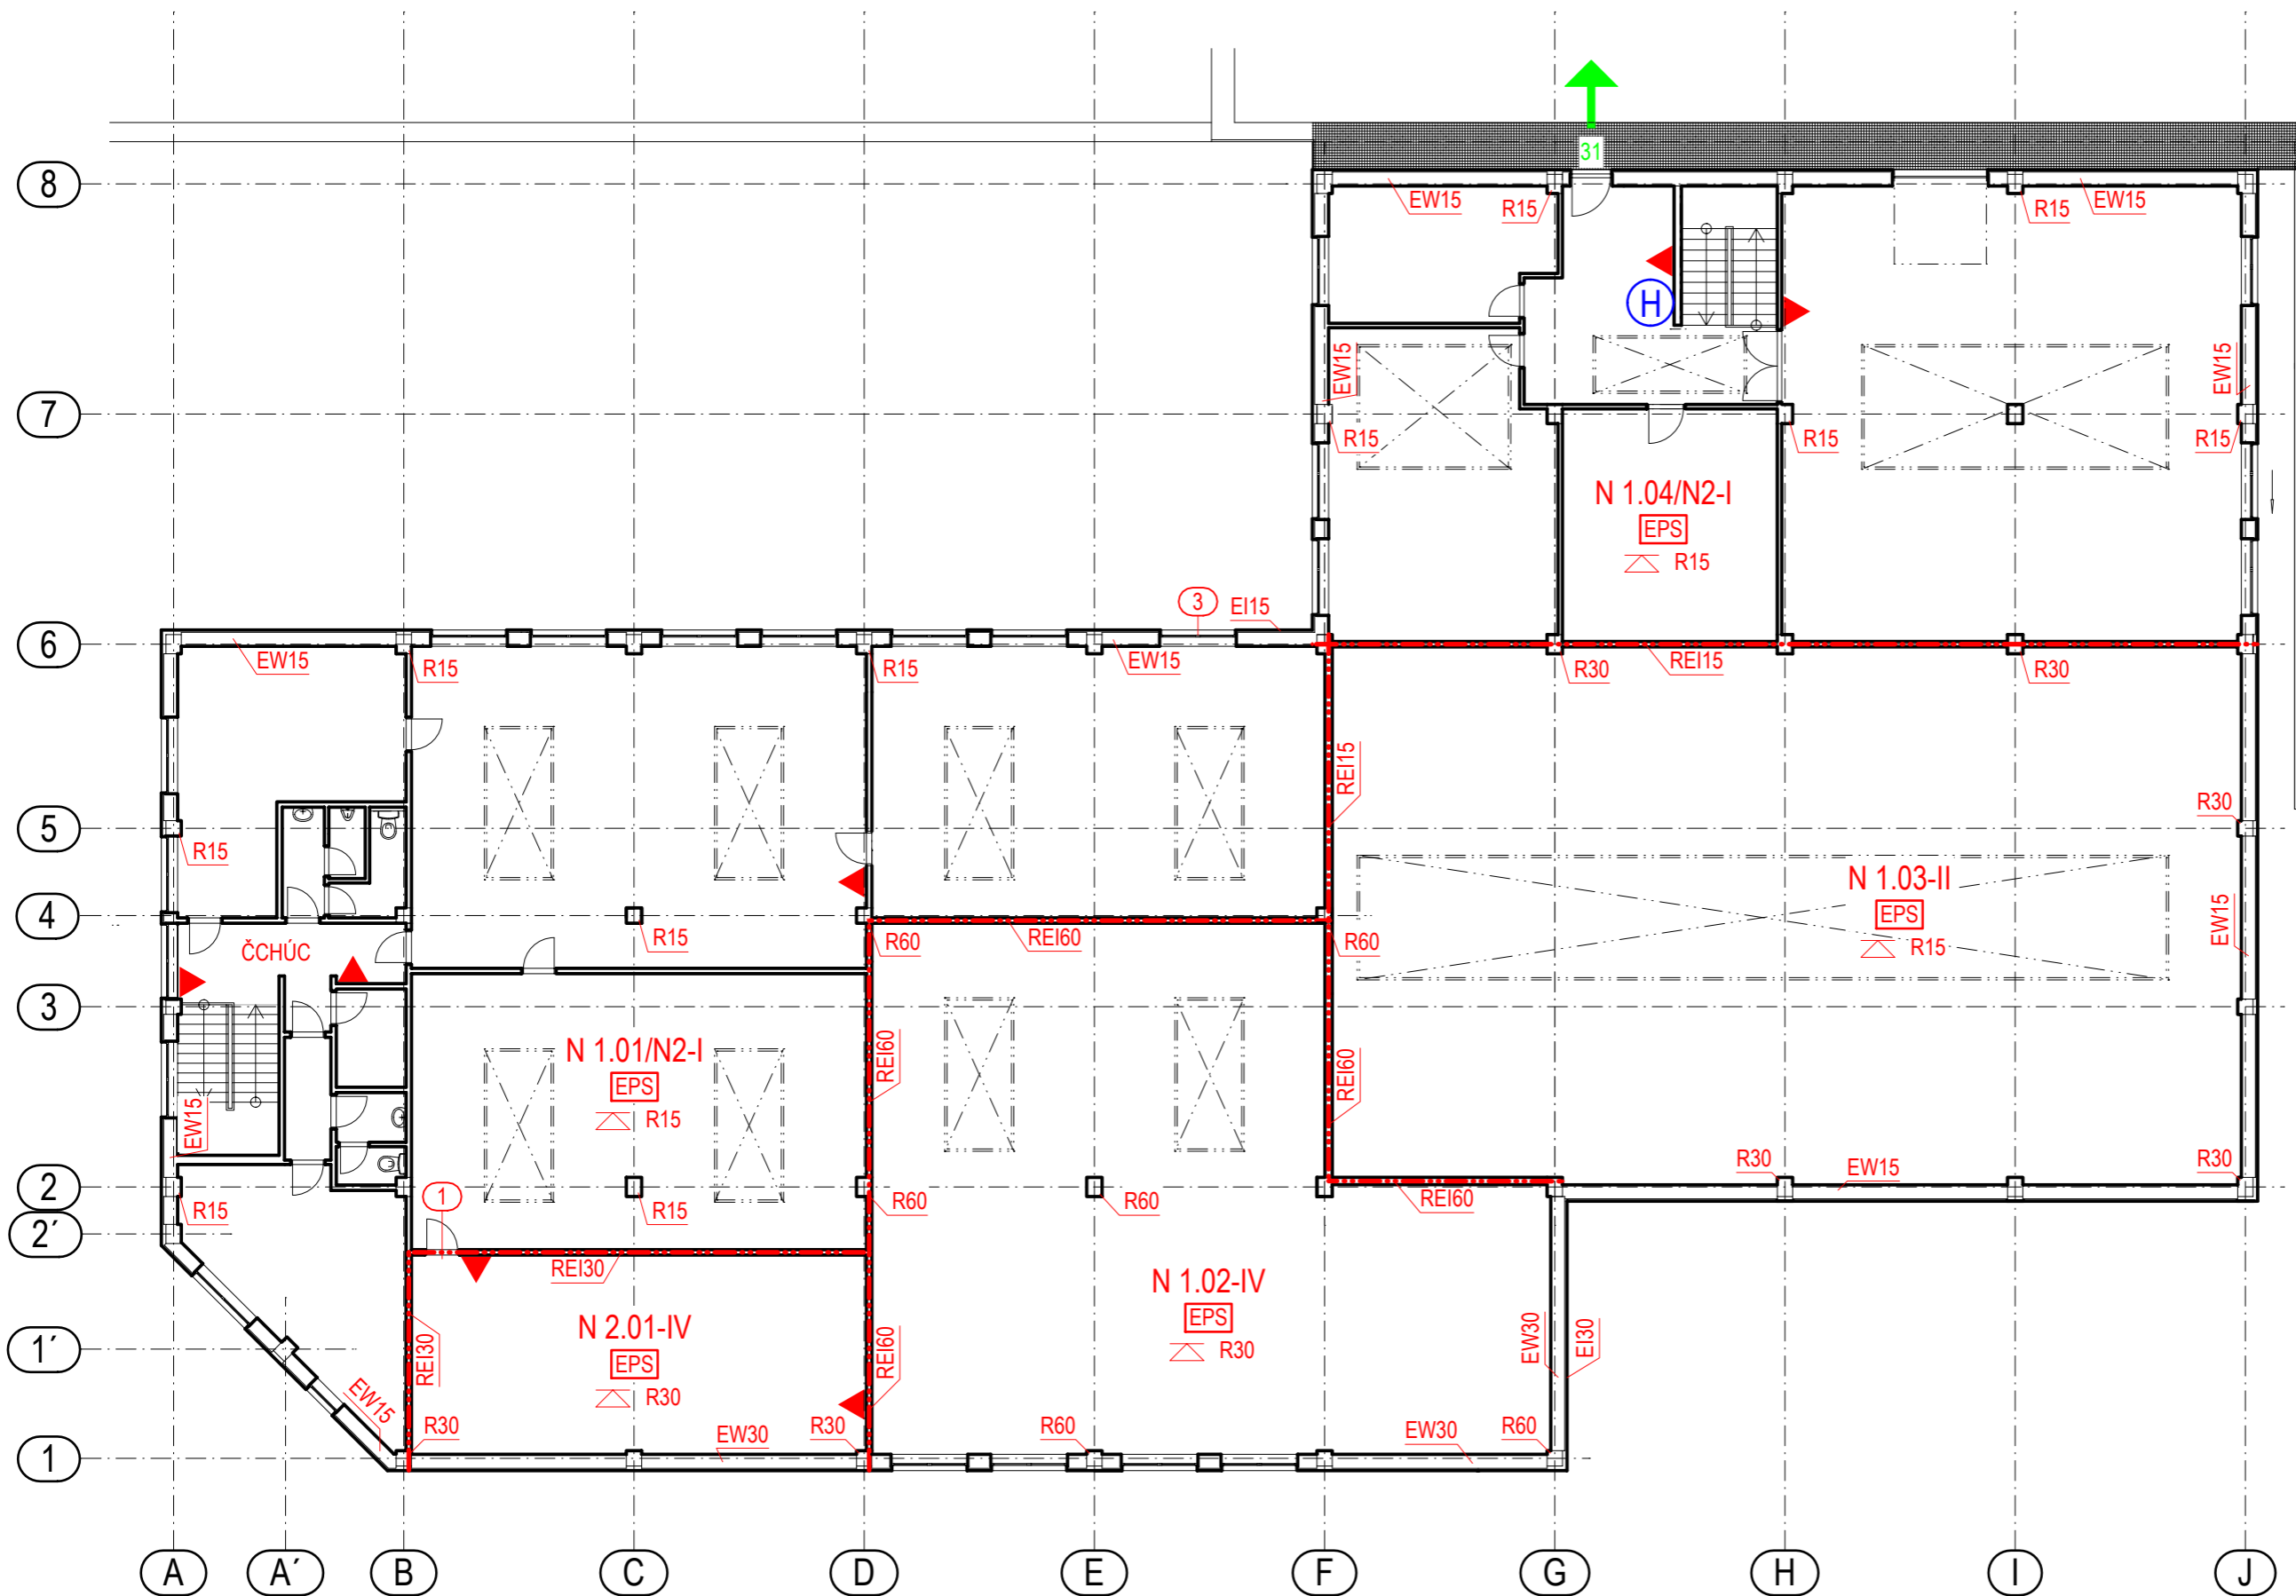 31
8
EW15
R15
R15
EW15
H
EW15
EW15
7
R15
R15
R15
N 1.04/N2-I
EPS
R15
3
EI15
6
EW15
R15
R15
EW15
R30
REI15
R30
REI15
5
R15
R30
N 1.03-II
EPS
R15
EW15
4
ČCHÚC
R15
R60
REI60
R60
3
N 1.01/N2-I
EPS
R15
REI60
REI60
EW15
2
R30
EW15
R30
1
R15
R15
R60
R60
REI60
2´
REI30
N 1.02-IV
EPS
R30
N 2.01-IV
EPS
R30
REI30
REI60
EW30
EI30
1´
EW15
R30
EW30
R30
R60
EW30
R60
1
A
A´
B
C
D
E
F
G
H
I
J